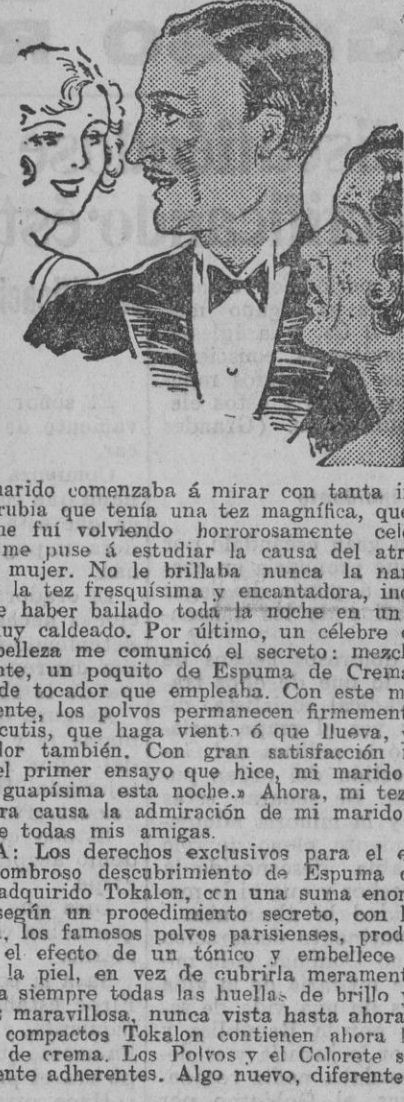 marido comenzaba á mirar con tanta i
rubia que tenía una tez magnífica, que
me fuí volviendo horrorosamente cel
me puse á estudiar la causa del atr
mujer. No le brillaba nunca la nar
la tez fresquísima y encantadora, in
e haber bailado toda la noche en un
uy caldeado. Por último, un célebre
belleza me comunicó el secreto: mezcl
nte, un poquito de Espuma de Crema
de tocador que empleaba. Con este m
ente, los polvos permanecen firmement
cutis, que haga viento ó que llueva,
lor también. Con gran satisfacción
el primer ensayo que hice, mi marido
guapísima esta noche.» Ahora, mi tez
ra causa la admiración de mi marido
e todas mis amigas.
A: Los derechos exclusivos para el e
ombroso descubrimiento de Espuma
adquirido Tokalon, con una suma enor
según un procedimiento secreto, con
los famosos polvos parisienses, prod
el efecto de un tónico y embellece
la piel, en vez de cubrirla merament
a siempre todas las huellas de brillo
maravillosa, nunca vista hasta ahora
compactos Tokalon contienen ahora
de crema. Los Polvos y el Colorete s
ente adherentes. Algo nuevo, diferente